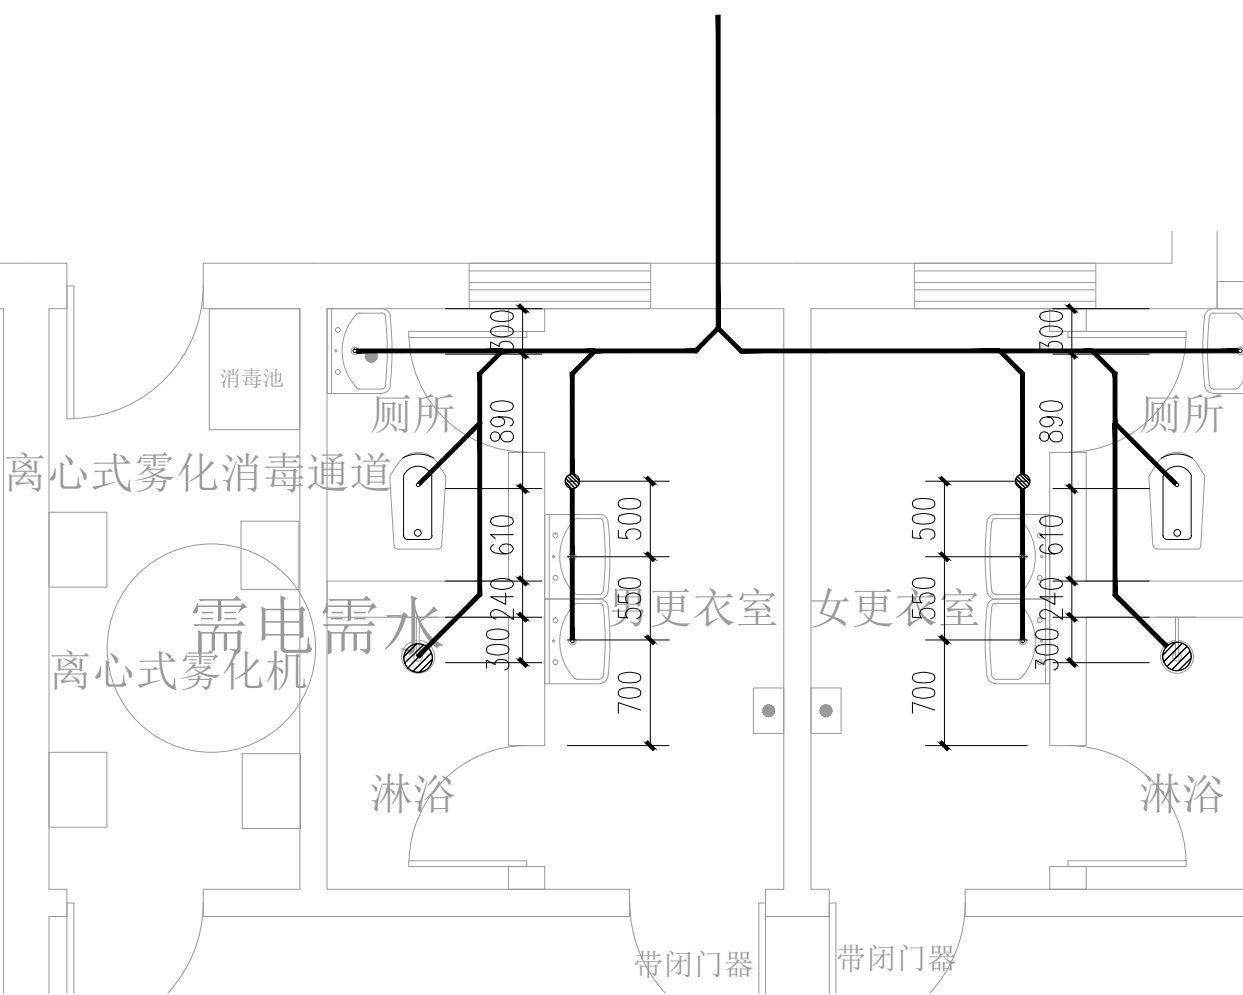 300
300
消毒池
厕所
890
890
厕所
离心式雾化消毒通道
500
500
610
610
需电需水
240
550
男更衣室
女更衣室
550
240
离心式雾化机
300
300
700
700
淋浴
淋浴
带闭门器
带闭门器